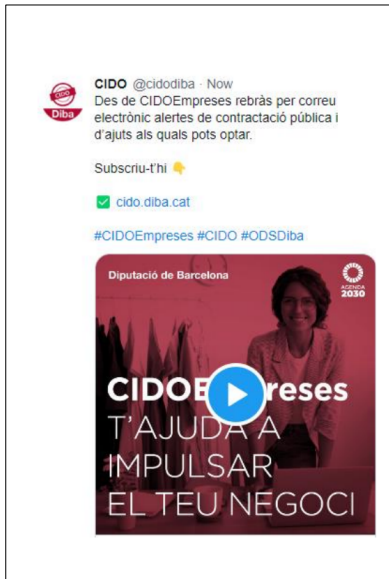 CIDO
Diba
CIDO @cidodiba · Now
Des de CIDOEmpreses rebràs per correu
electrònic alertes de contractació pública i
d'ajuts als quals pots optar.
Subscriu-t'hi 👇
✅ cido.diba.cat
#CIDOEmpreses #CIDO #ODSDiba
Diputació de Barcelona
AGENDA
2030
CIDOE reses
T'AJUDA A
IMPULSAR
EL TEU NEGOCI